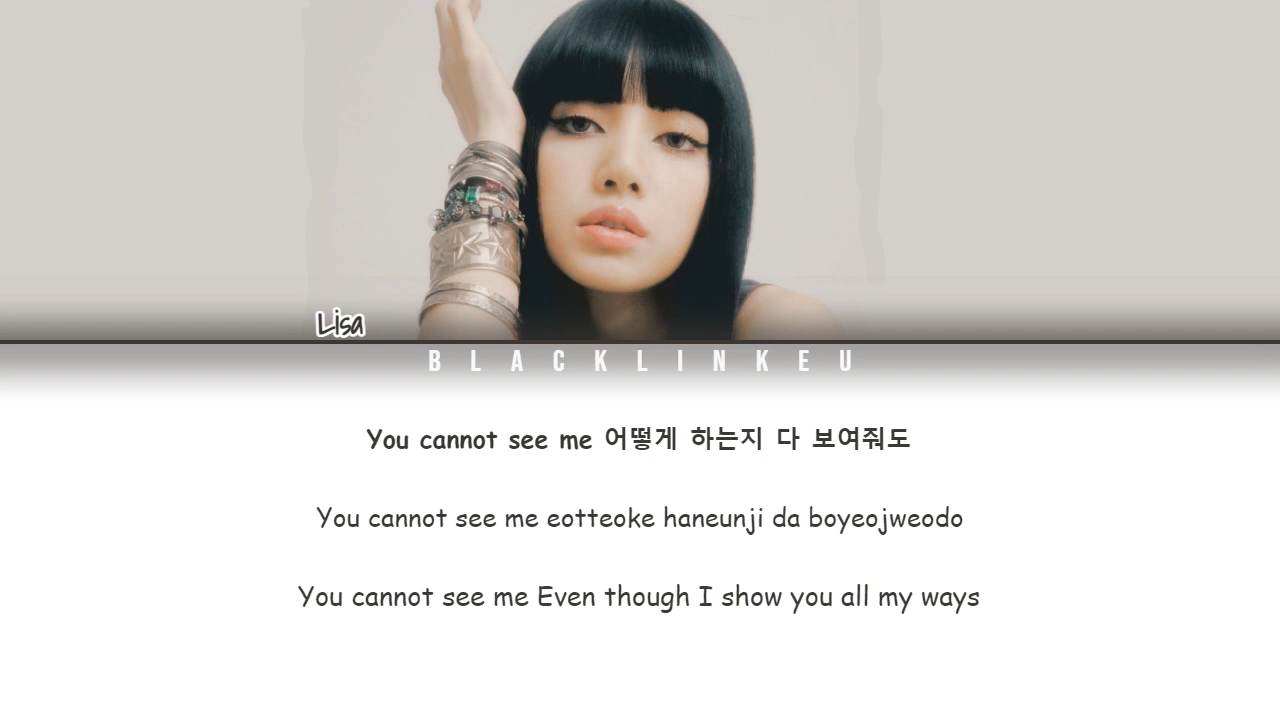 Lisa
BLACKLINKEU
You cannot see me 어떻게 하는지 다 보여줘도
You cannot see me eotteoke haneunji da boyeojweodo
You cannot see me Even though I show you all my ways